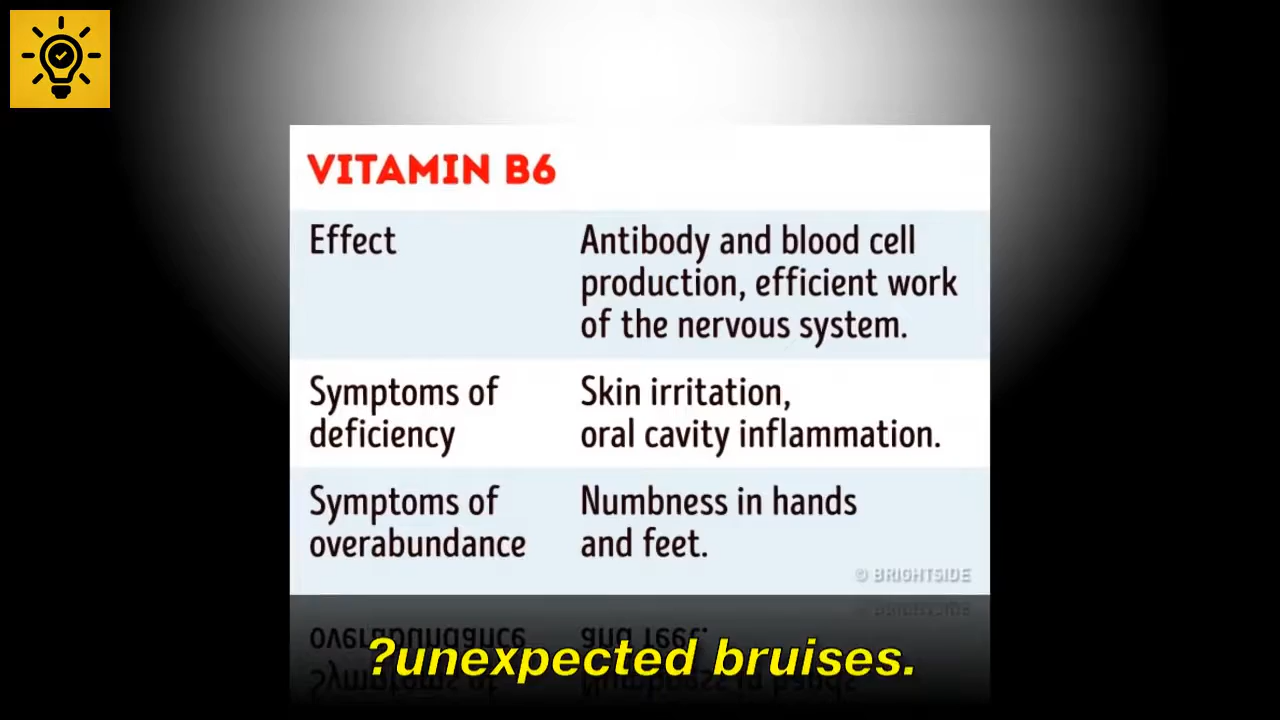 VITAMIN B6
Effect
Antibody and blood cell
production, efficient work
of the nervous system.
Symptoms of
deficiency
Skin irritation,
oral cavity inflammation.
Symptoms of
overabundance
Numbness in hands
and feet.
© BRIGHTSIDE
?unexpected bruises.